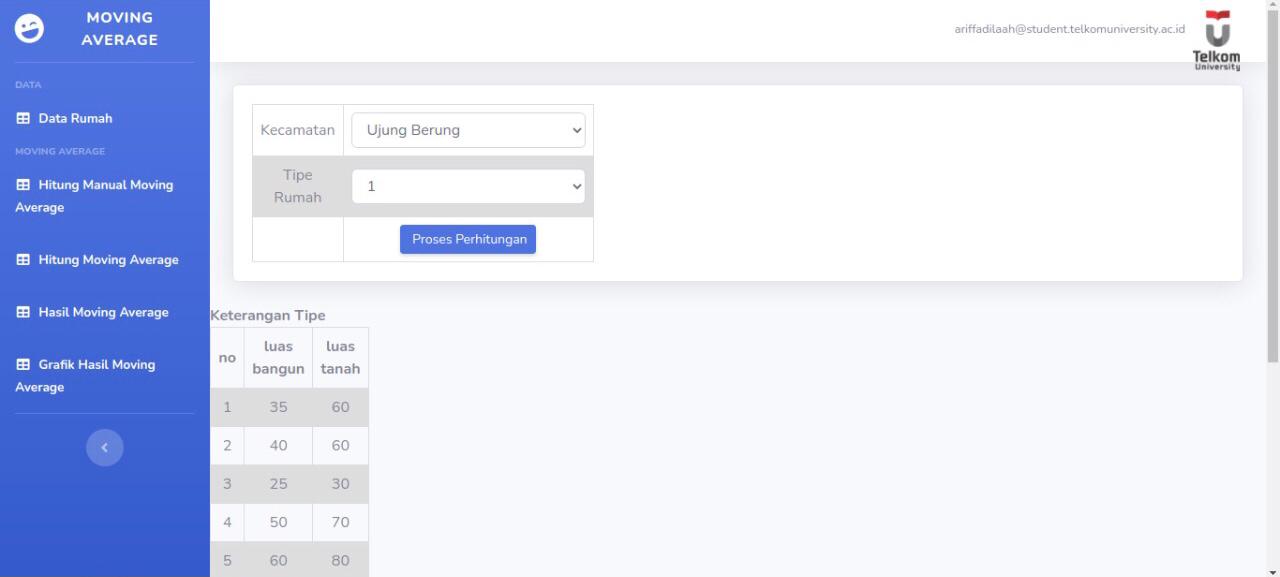 MOVING
AVERAGE
DATA
Data Rumah
MOVING AVERAGE
Hitung Manual Moving
Average
Hitung Moving Average
Hasil Moving Average
Grafik Hasil Moving
Average
ariffadilaah@student.telkomuniversity.ac.id
Telkom
University
Kecamatan Ujung Berung
Tipe
Rumah 1
Proses Perhitungan
Keterangan Tipe
no luas bangun luas tanah
1 35 60
2 40 60
3 25 30
4 50 70
5 60 80